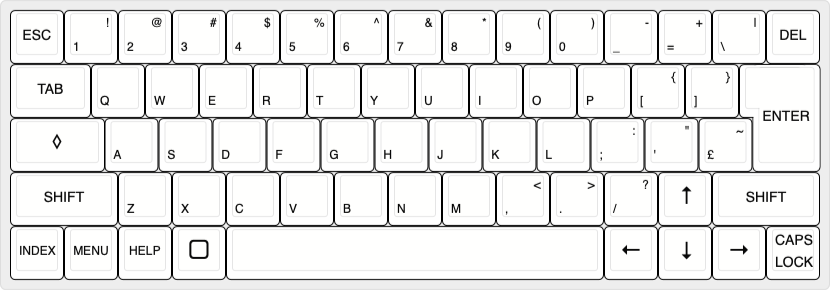 ESC ! 1 @ 2 # 3 $ 4 % 5 ^ 6 & 7 * 8 ( 9 ) 0 - _ + = | \ DEL
TAB Q W E R T Y U I O P { [ } ] ENTER
◊ A S D F G H J K L : ; " ' ~ £
SHIFT Z X C V B N M < , > . ? / ↑ SHIFT
INDEX MENU HELP ▢ ← ↓ → CAPS LOCK